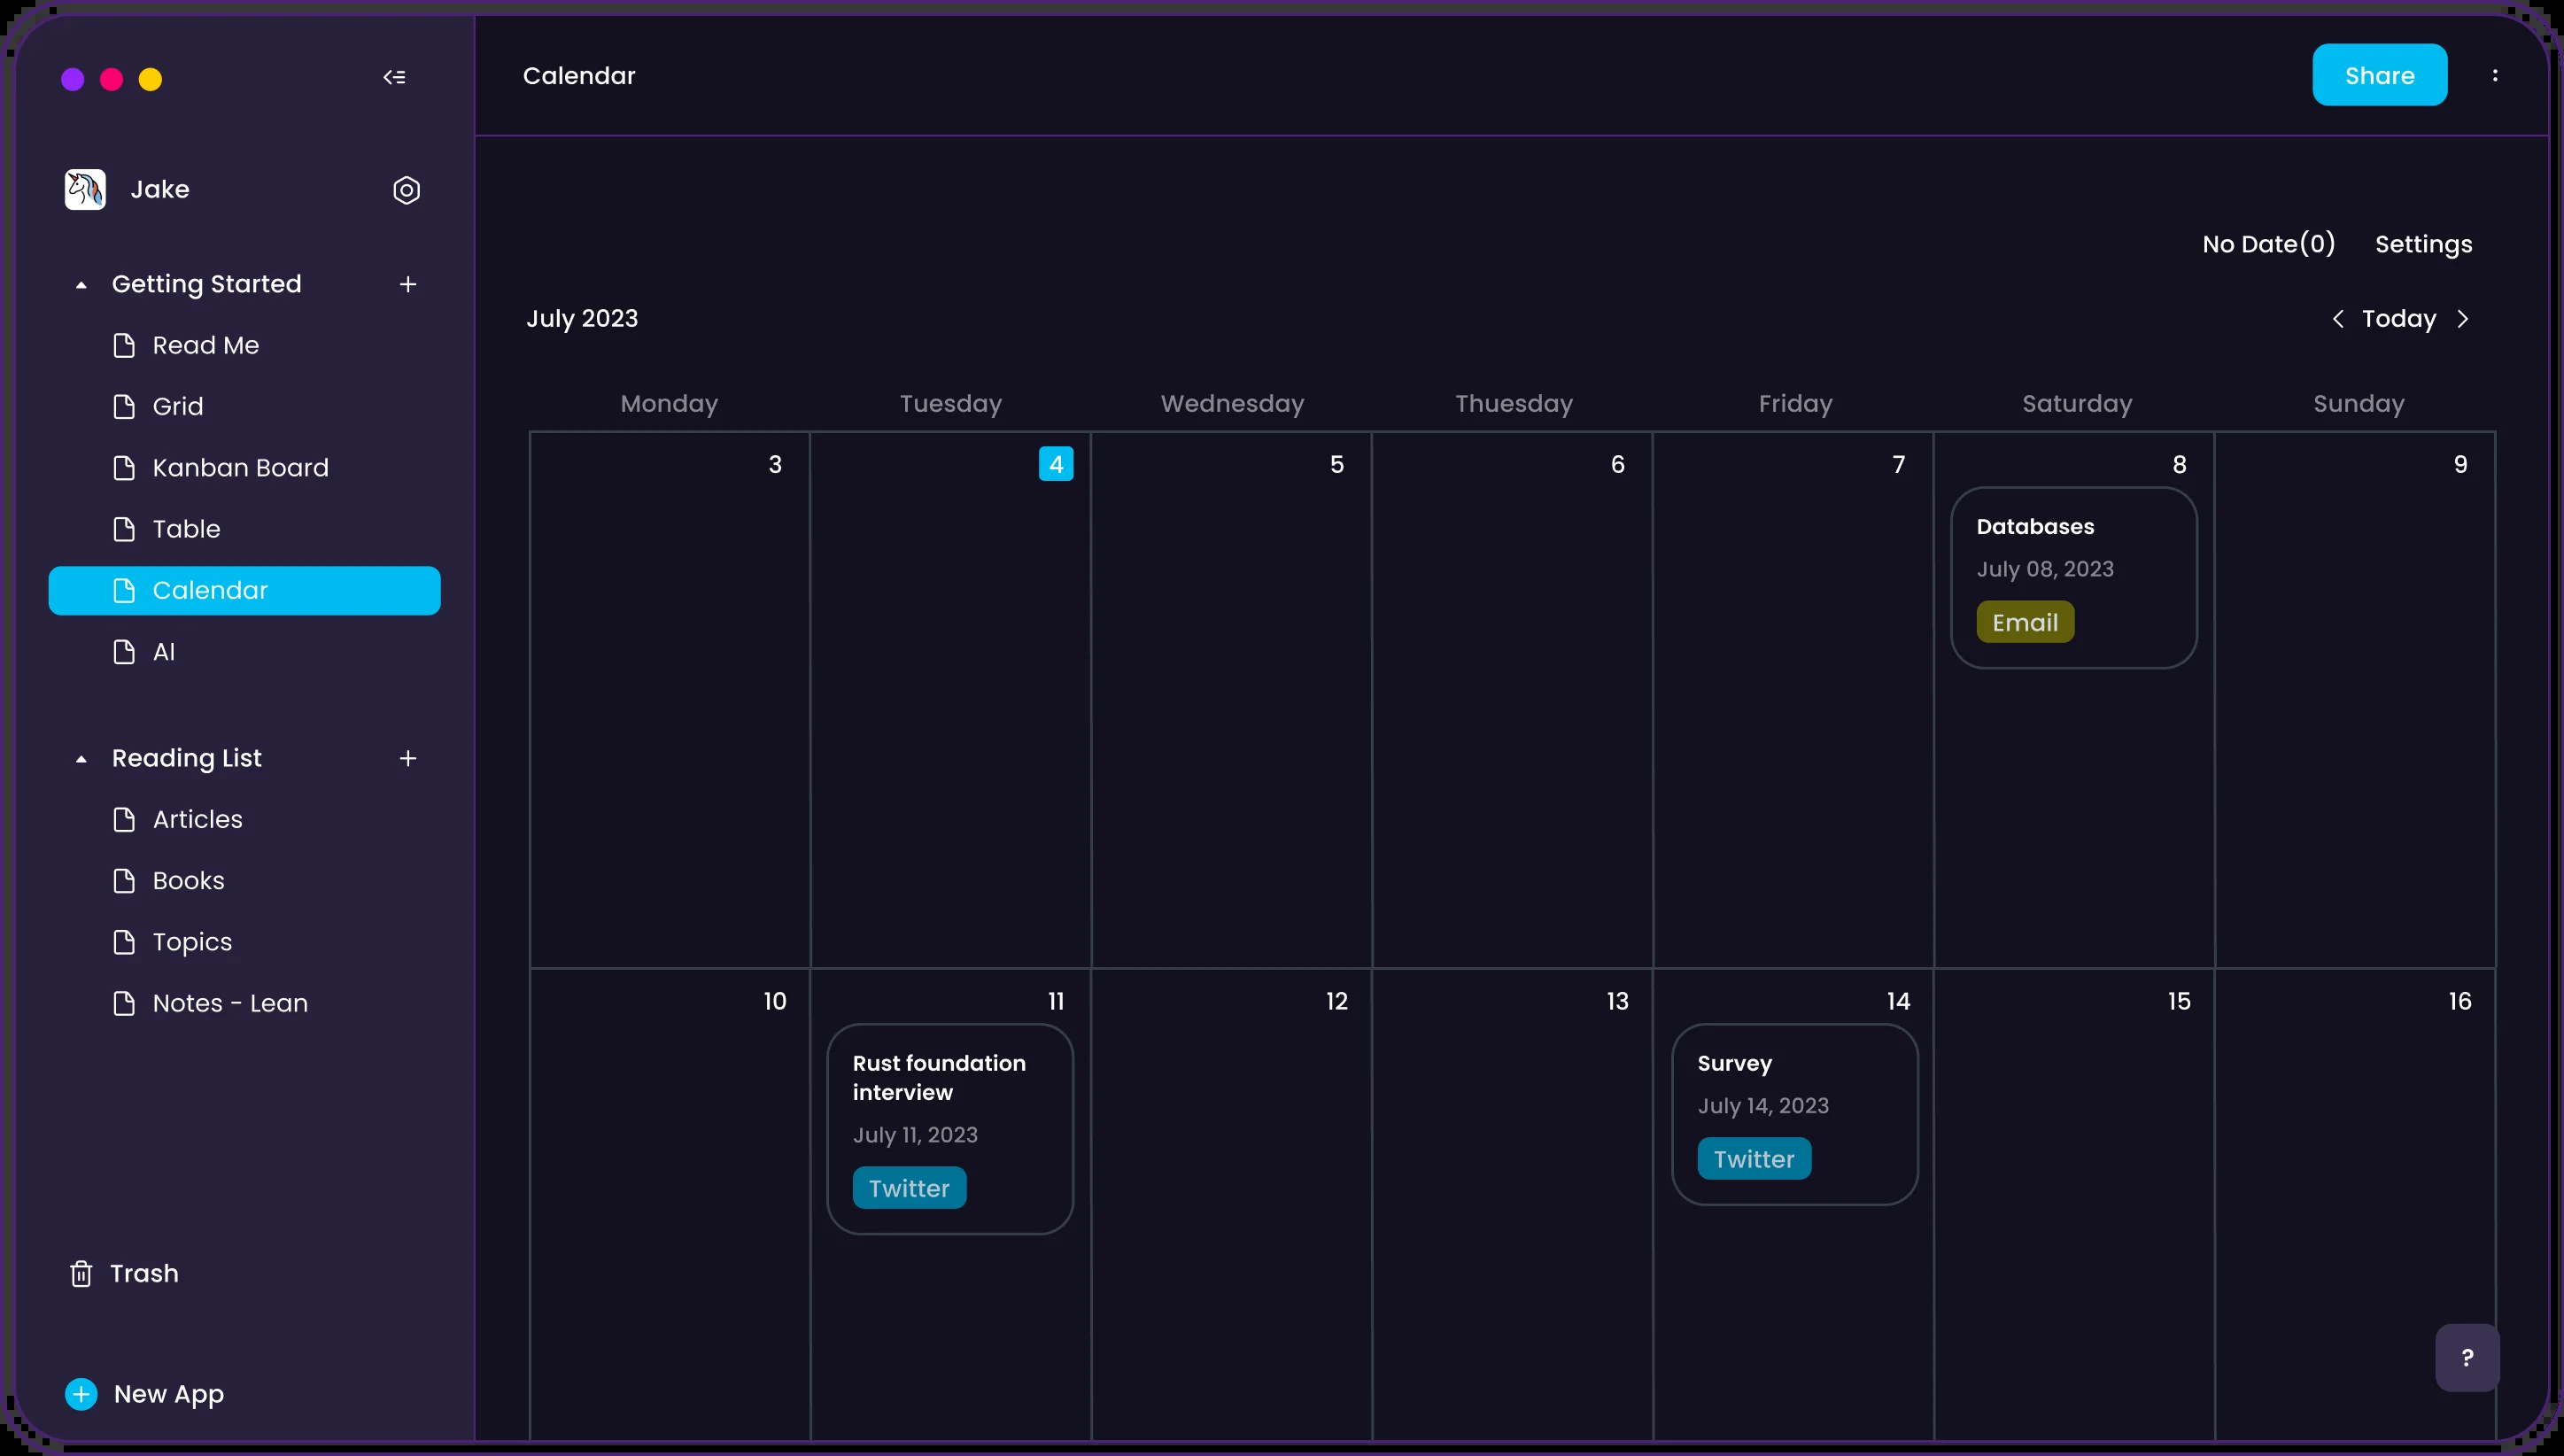 Calendar
Share
Jake
Getting Started
Read Me
Grid
Kanban Board
Table
Calendar
AI
Reading List
Articles
Books
Topics
Notes - Lean
Trash
New App
No Date(0) Settings
July 2023
Today
Monday Tuesday Wednesday Thuesday Friday Saturday Sunday
3 4 5 6 7 8 9
Databases
July 08, 2023
Email
10 11 12 13 14 15 16
Rust foundation
interview
July 11, 2023
Twitter
Survey
July 14, 2023
Twitter
?